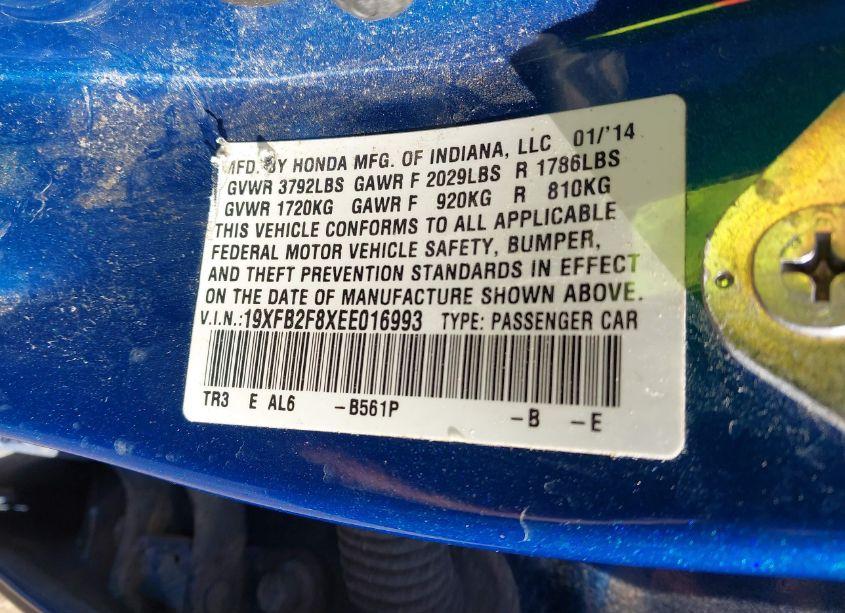 MFD. BY HONDA MFG. OF INDIANA, LLC 01/'14
GVWR 3792LBS GAWR F 2029LBS R 1786LBS
GVWR 1720KG GAWR F 920KG R 810KG
THIS VEHICLE CONFORMS TO ALL APPLICABLE
FEDERAL MOTOR VEHICLE SAFETY, BUMPER,
AND THEFT PREVENTION STANDARDS IN EFFECT
ON THE DATE OF MANUFACTURE SHOWN ABOVE.
V.I.N.:19XFB2F8XEE016993 TYPE: PASSENGER CAR
TR3 E AL6 -B561P -B -E